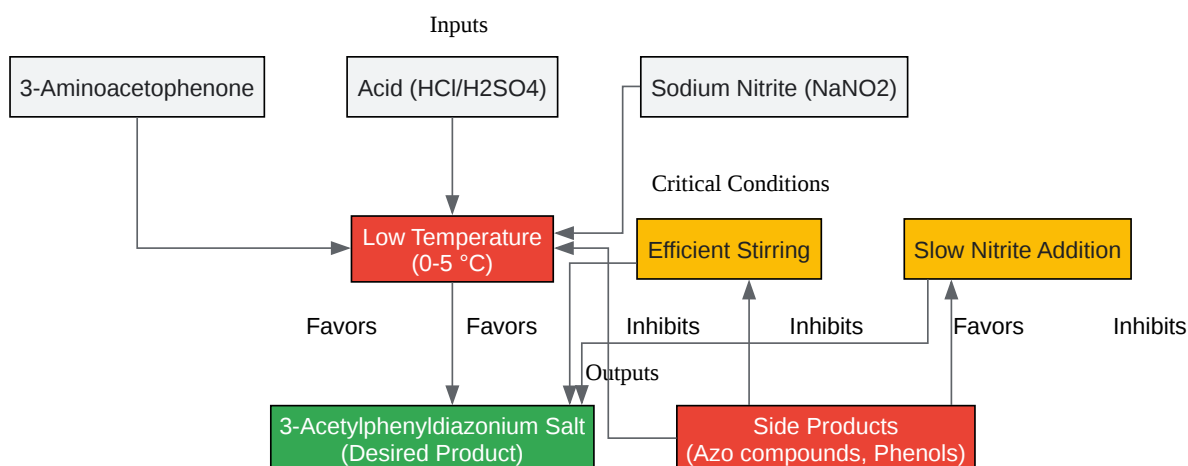 Inputs
3-Aminoacetophenone
Acid (HCl/H2SO4)
Sodium Nitrite (NaNO2)
Critical Conditions
Low Temperature
(0-5 °C)
Efficient Stirring
Slow Nitrite Addition
Favors
Favors
Inhibits
Inhibits
Favors
Inhibits
Outputs
3-Acetylphenyldiazonium Salt
(Desired Product)
Side Products
(Azo compounds, Phenols)